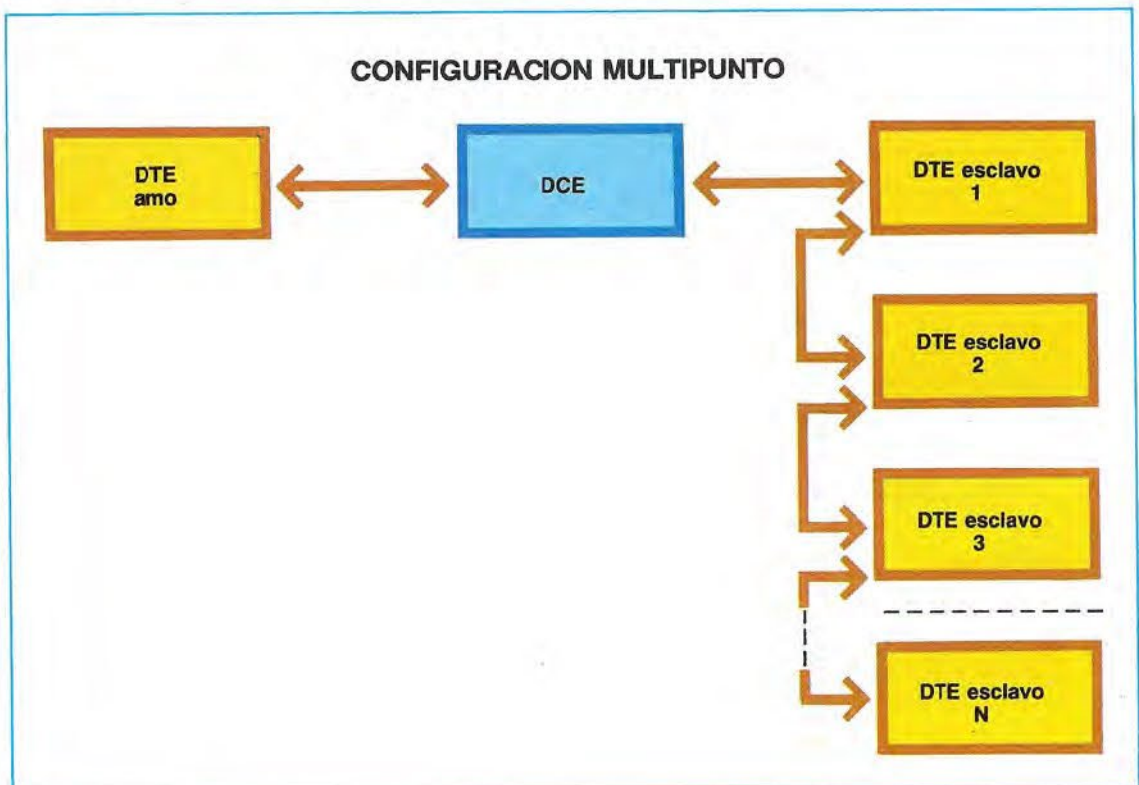 CONFIGURACION MULTIPUNTO
DTE
amo
DCE
DTE esclavo
1
DTE esclavo
2
DTE esclavo
3
DTE esclavo
N